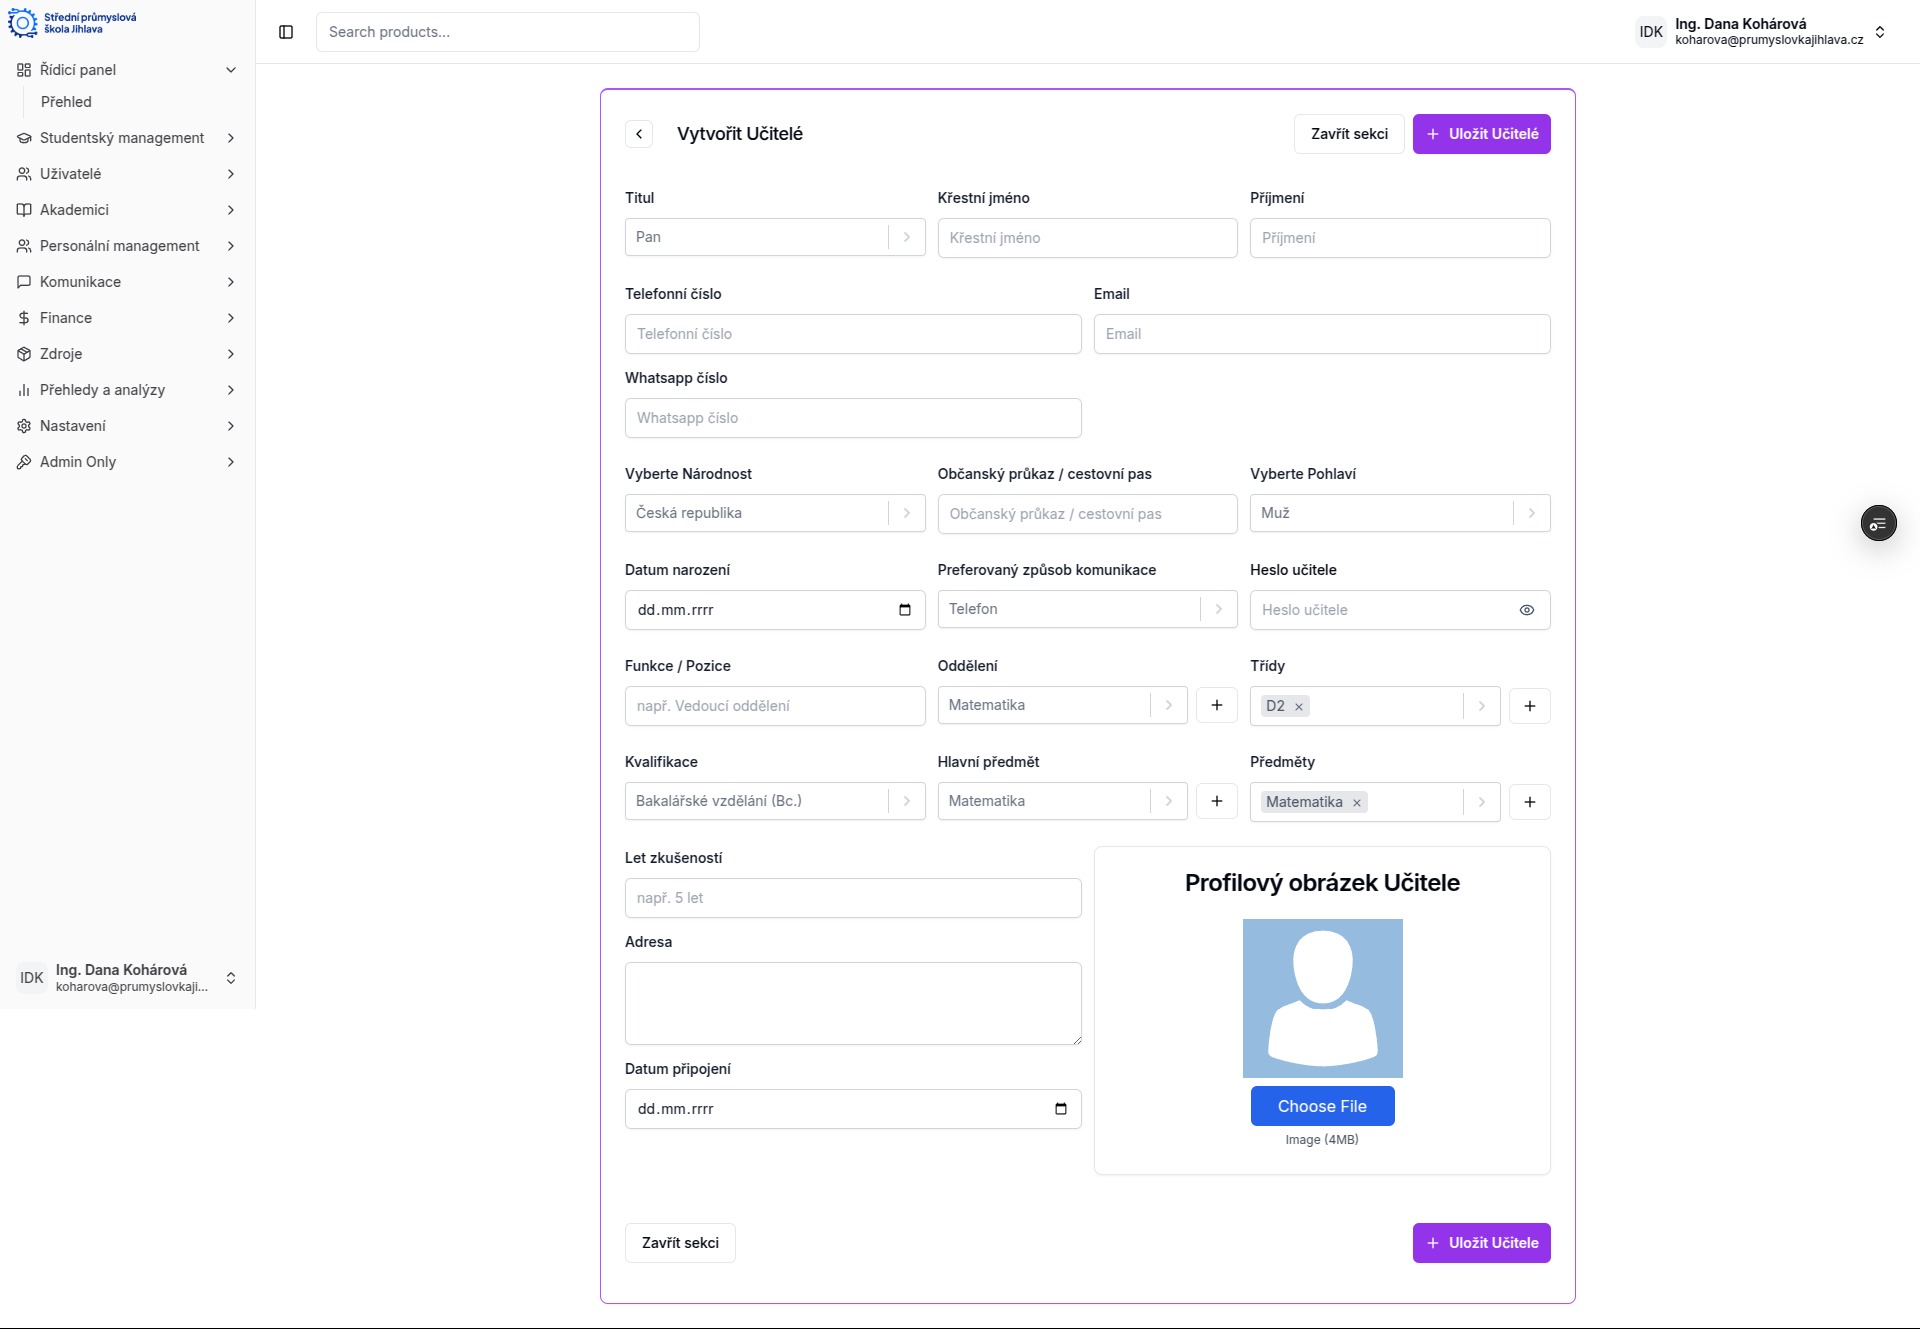 Střední průmyslová
škola Jihlava
Search products...
IDK
Ing. Dana Kohárová
koharova@prumyslovkajihlava.cz
Řídicí panel
Přehled
Studentský management
Uživatelé
Akademici
Personální management
Komunikace
Finance
Zdroje
Přehledy a analýzy
Nastavení
Admin Only
IDK
Ing. Dana Kohárová
koharova@prumyslovkaji...
Vytvořit Učitelé
Zavřít sekci
+ Uložit Učitelé
Titul
Křestní jméno
Příjmení
Pan
Křestní jméno
Příjmení
Telefonní číslo
Email
Telefonní číslo
Email
Whatsapp číslo
Whatsapp číslo
Vyberte Národnost
Občanský průkaz / cestovní pas
Vyberte Pohlaví
Česká republika
Občanský průkaz / cestovní pas
Muž
Datum narození
Preferovaný způsob komunikace
Heslo učitele
dd.mm.rrrr
Telefon
Heslo učitele
Funkce / Pozice
Oddělení
Třídy
např. Vedoucí oddělení
Matematika
+
D2 ×
+
Kvalifikace
Hlavní předmět
Předměty
Bakalářské vzdělání (Bc.)
Matematika
+
Matematika ×
+
Let zkušeností
např. 5 let
Adresa
Datum připojení
dd.mm.rrrr
Profilový obrázek Učitele
Choose File
Image (4MB)
Zavřít sekci
+ Uložit Učitele